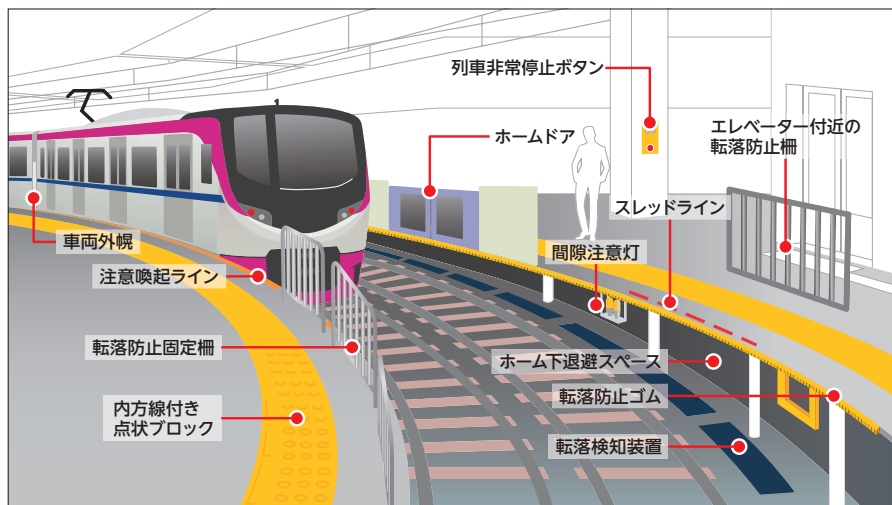 列車非常停止ボタン
ホームドア
エレベーター付近の
転落防止柵
スレッドライン
車両外幌
間隙注意灯
注意喚起ライン
転落防止固定柵
ホーム下退避スペース
転落防止ゴム
内方線付き
点状ブロック
転落検知装置